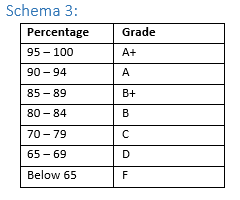 Schema 3:
Percentage Grade
95 – 100 A+
90 – 94 A
85 – 89 B+
80 – 84 B
70 – 79 C
65 – 69 D
Below 65 F